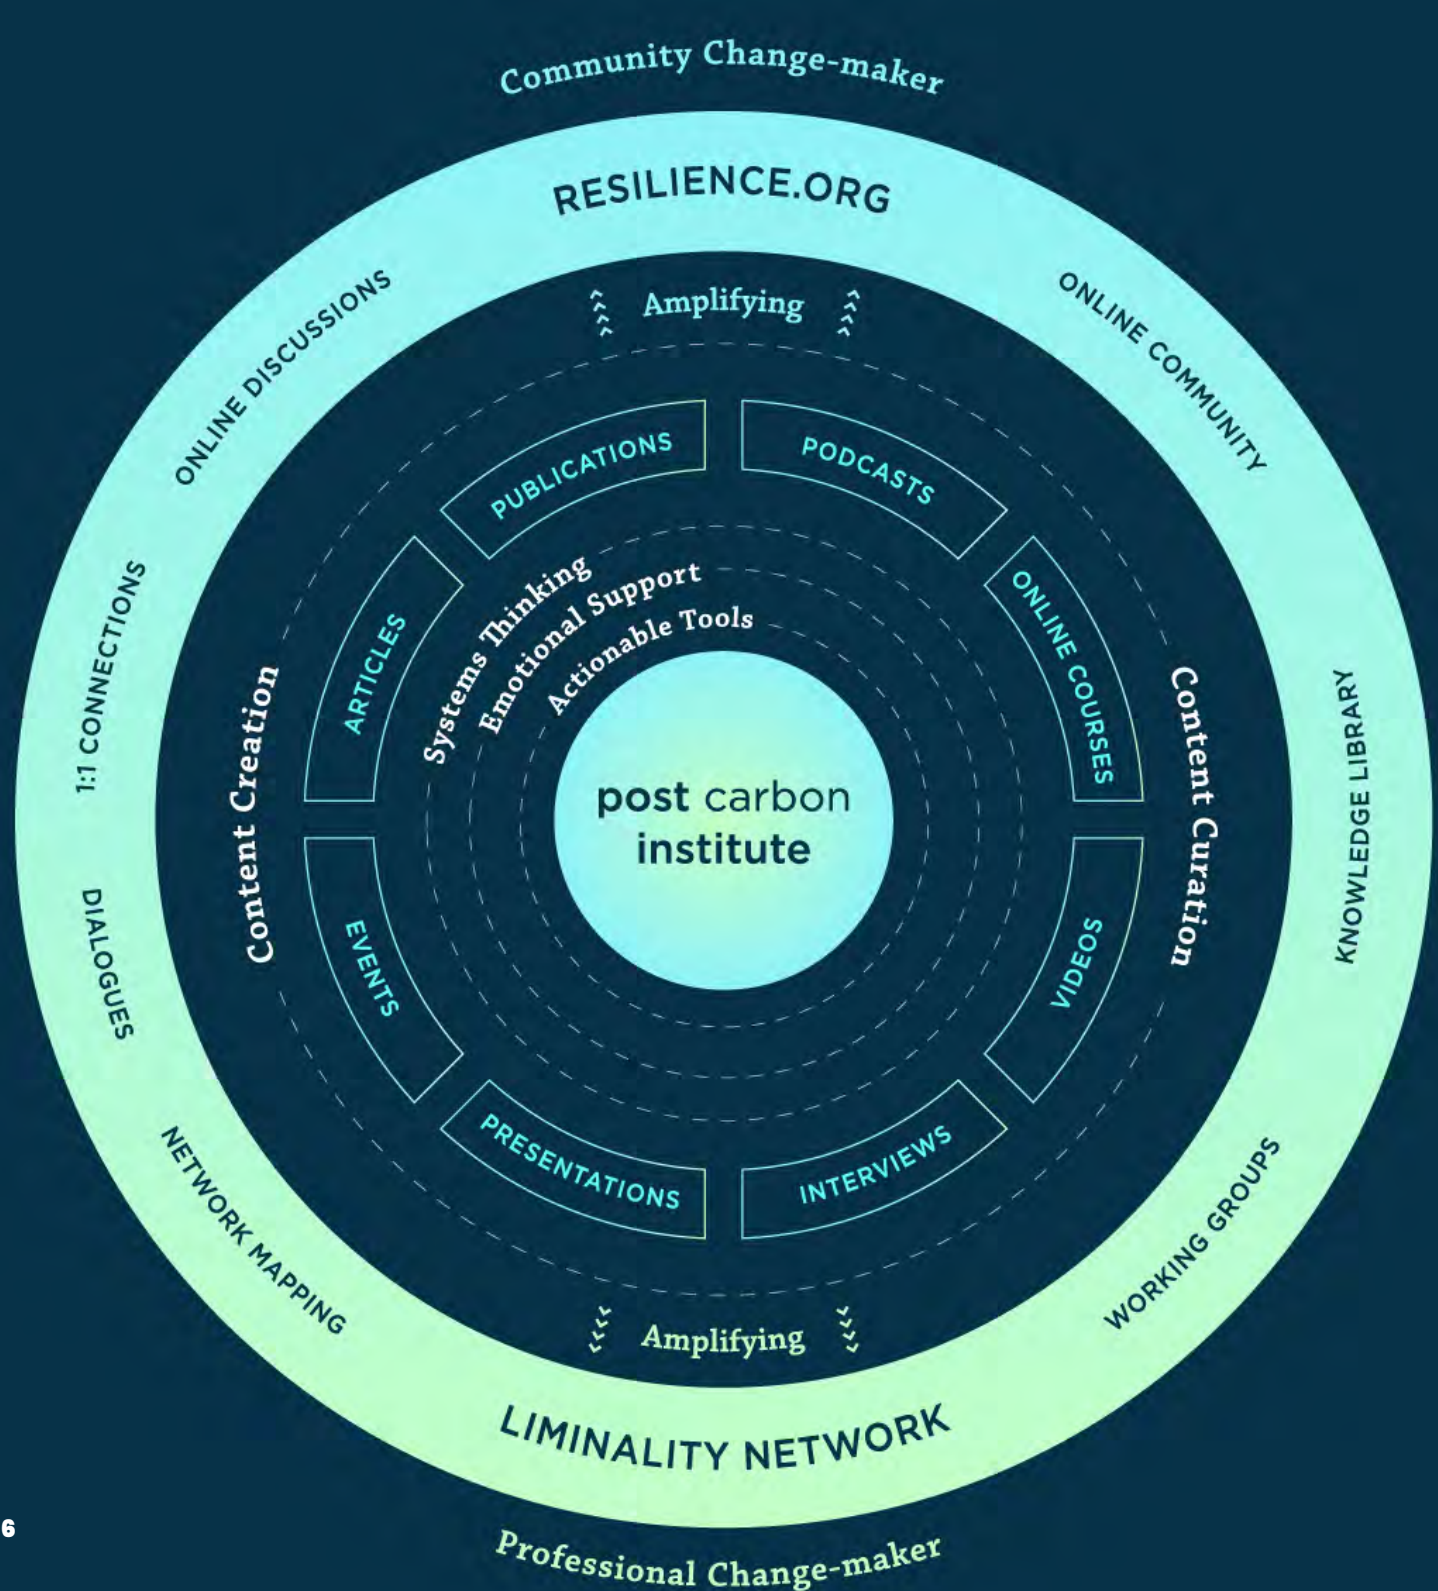 Community Change-maker
RESILIENCE.ORG
ONLINE DISCUSSIONS
ONLINE COMMUNITY
Amplifying
PUBLICATIONS
PODCASTS
ARTICLES
ONLINE COURSES
Systems Thinking
Emotional Support
Actionable Tools
1:1 CONNECTIONS
Content Creation
post carbon
institute
Content Curation
KNOWLEDGE LIBRARY
DIALOGUES
EVENTS
VIDEOS
PRESENTATIONS
INTERVIEWS
NETWORK MAPPING
WORKING GROUPS
Amplifying
LIMINALITY NETWORK
6
Professional Change-maker